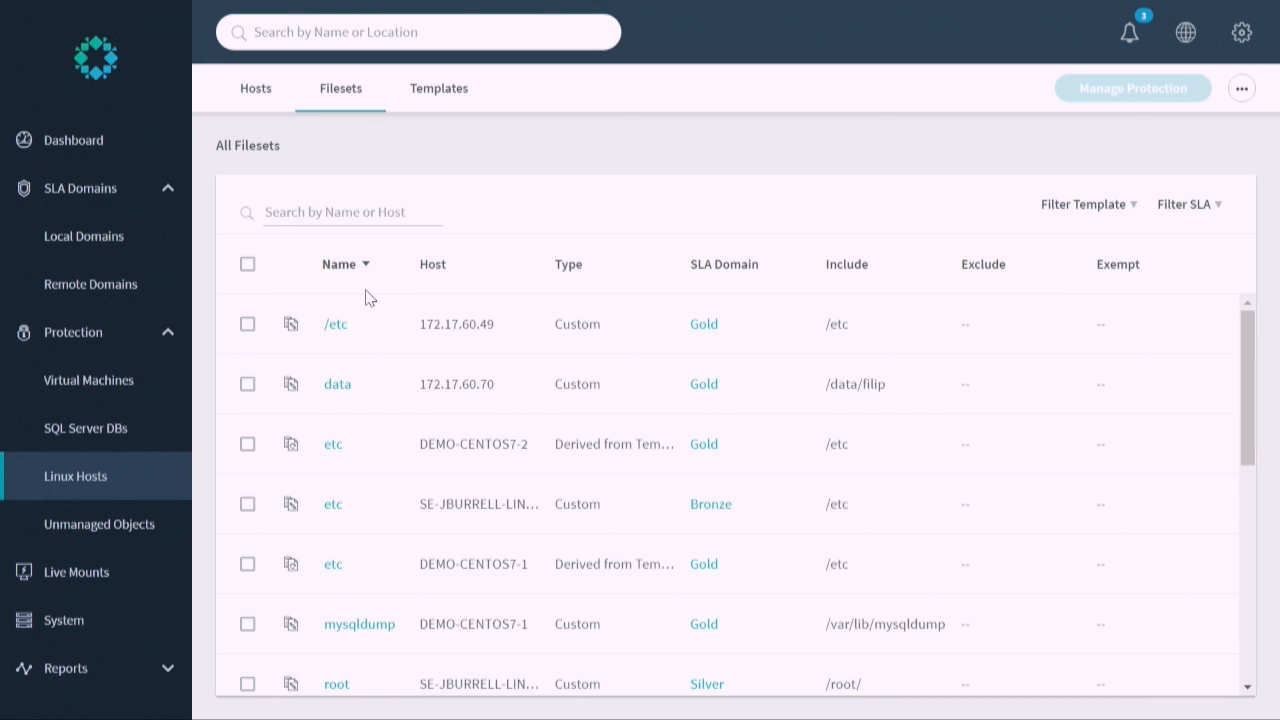 Search by Name or Location
3
Hosts
Filesets
Templates
Manage Protection
Dashboard
SLA Domains
Local Domains
Remote Domains
Protection
Virtual Machines
SQL Server DBs
Linux Hosts
Unmanaged Objects
Live Mounts
System
Reports
All Filesets
Search by Name or Host
Filter Template
Filter SLA
Name Host Type SLA Domain Include Exclude Exempt
/etc 172.17.60.49 Custom Gold /etc -- --
data 172.17.60.70 Custom Gold /data/filip -- --
etc DEMO-CENTOS7-2 Derived from Tem... Gold /etc -- --
etc SE-JBURRELL-LIN... Custom Bronze /etc -- --
etc DEMO-CENTOS7-1 Derived from Tem... Gold /etc -- --
mysqldump DEMO-CENTOS7-1 Custom Gold /var/lib/mysqldump -- --
root SE-JBURRELL-LIN... Custom Silver /root/ -- --